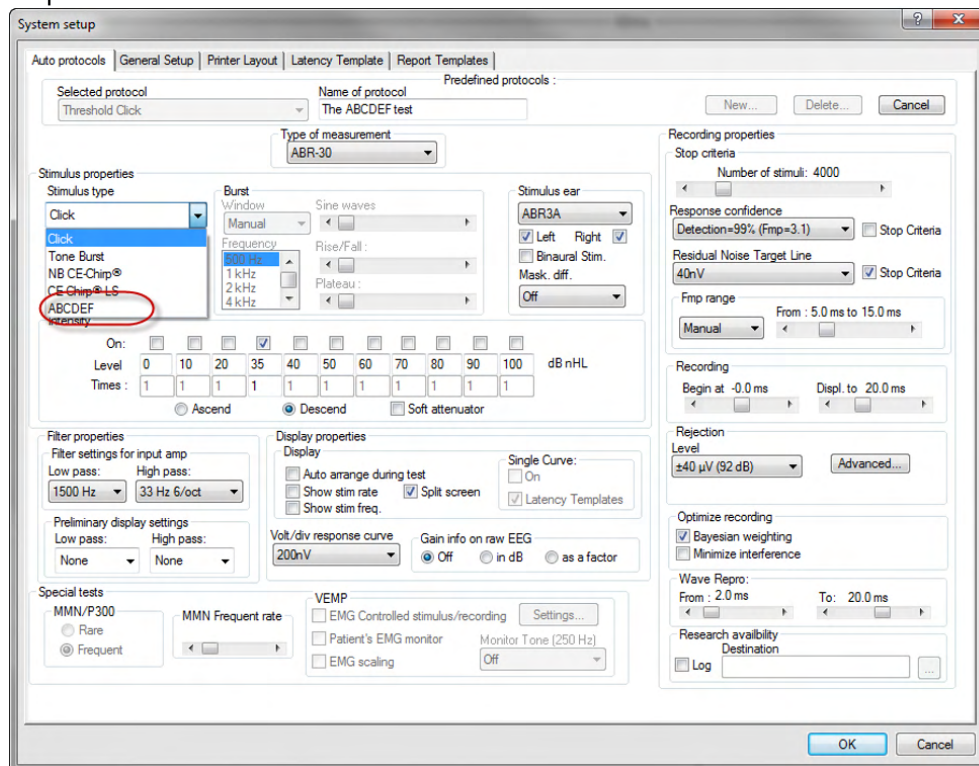 System setup
Auto protocols General Setup Printer Layout Latency Template Report Templates
Predefined protocols :
Selected protocol Name of protocol
Threshold Click The ABCDEF test New... Delete... Cancel
Type of measurement
ABR-30
Stimulus properties
Stimulus type
Click
Click
Tone Burst
NB CE-Chirp®
CE-Chirp® LS
ABCDEF
Burst
Window Sine waves
Manual
Frequency Rise/Fall :
500 Hz
1 kHz
2 kHz Plateau :
4 kHz
Stimulus ear
ABR3A
Left Right
Binaural Stim.
Mask. diff.
Off
Intensity
On:
Level 0 10 20 35 40 50 60 70 80 90 100 dB nHL
Times : 1 1 1 1 1 1 1 1 1 1 1
Ascend Descend Soft attenuator
Filter properties
Filter settings for input amp
Low pass: High pass:
1500 Hz 33 Hz 6/oct
Preliminary display settings
Low pass: High pass:
None None
Display properties
Display
Auto arrange during test
Show stim rate Split screen
Show stim freq.
Single Curve:
On
Latency Templates
Volt/div response curve
200nV
Gain info on raw EEG
Off in dB as a factor
Special tests
MMN/P300
Rare
Frequent
MMN Frequent rate
VEMP
EMG Controlled stimulus/recording Settings...
Patient's EMG monitor Monitor Tone (250 Hz)
EMG scaling Off
Recording properties
Stop criteria
Number of stimuli: 4000
Response confidence
Detection=99% (Fmp=3.1) Stop Criteria
Residual Noise Target Line
40nV Stop Criteria
Fmp range
From : 5.0 ms to 15.0 ms
Manual
Recording
Begin at -0.0 ms Displ. to 20.0 ms
Rejection
Level
±40 µV (92 dB) Advanced...
Optimize recording
Bayesian weighting
Minimize interference
Wave Repro:
From : 2.0 ms To: 20.0 ms
Research availbility
Destination
Log ...
OK Cancel